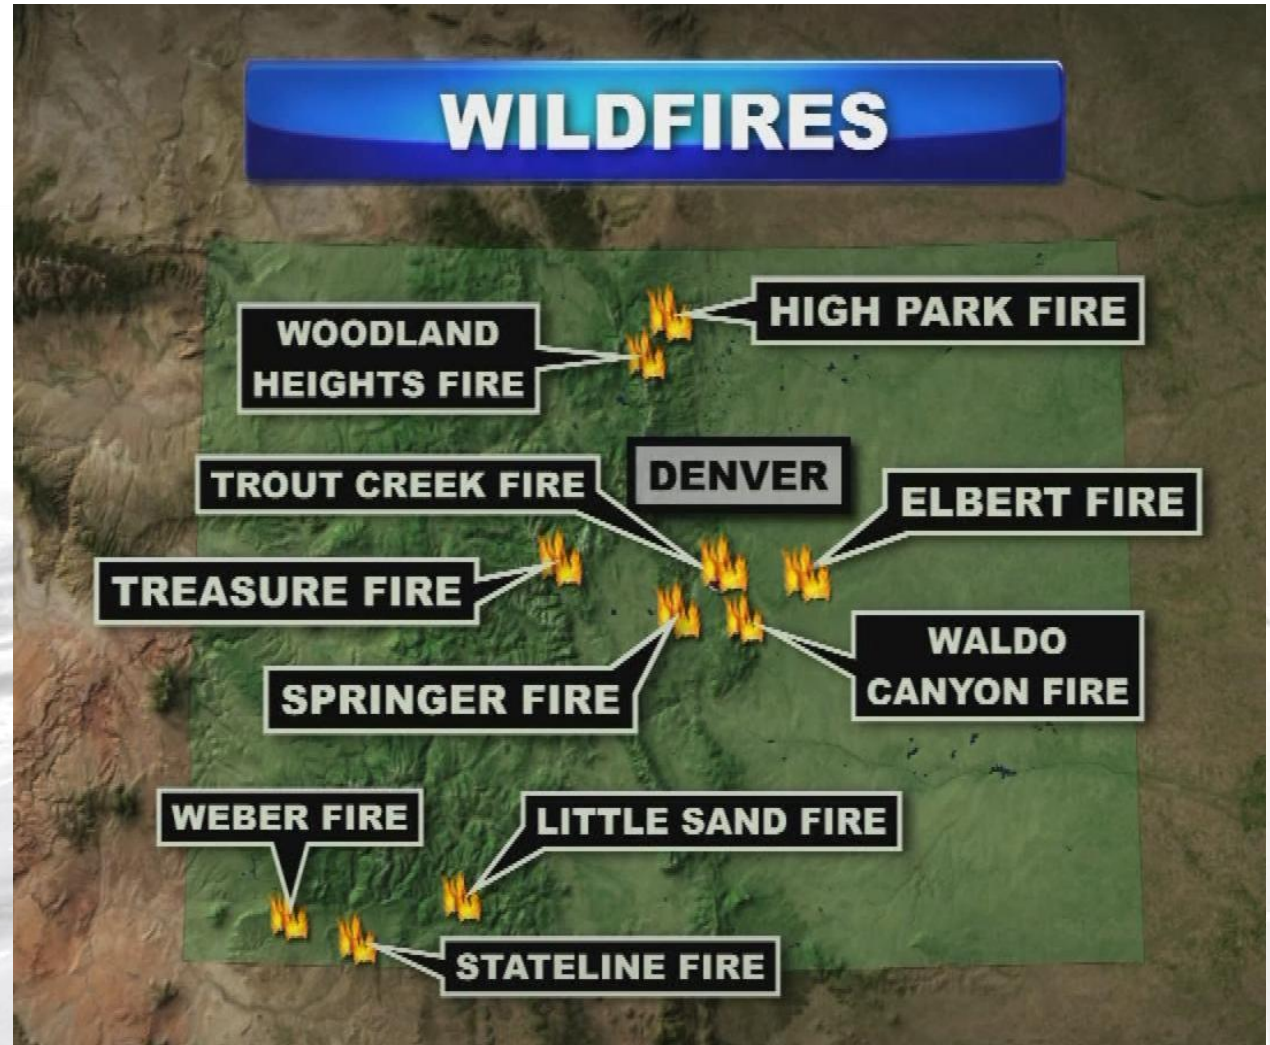 WILDFIRES
HIGH PARK FIRE
WOODLAND
HEIGHTS FIRE
DENVER
TROUT CREEK FIRE
ELBERT FIRE
TREASURE FIRE
WALDO
CANYON FIRE
SPRINGER FIRE
WEBER FIRE
LITTLE SAND FIRE
STATELINE FIRE